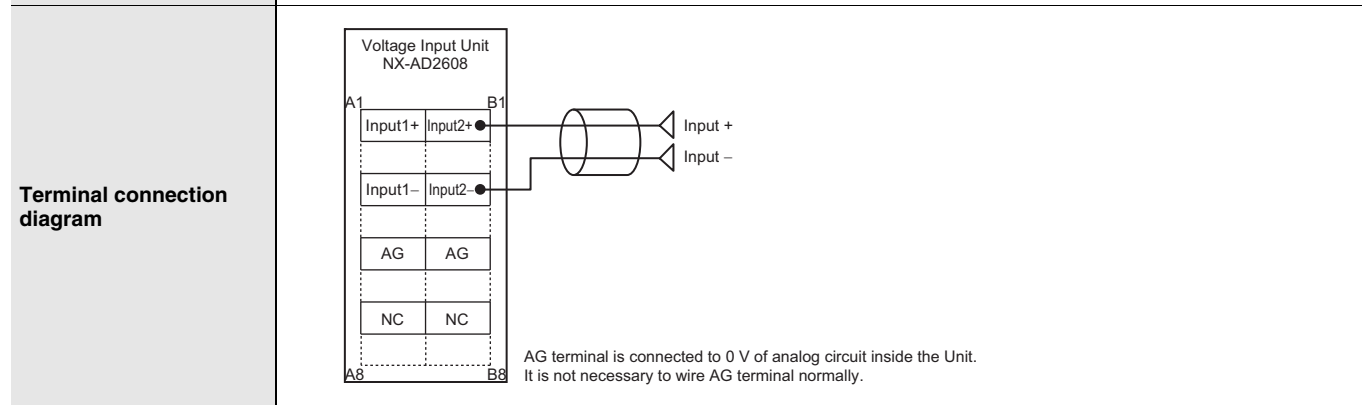 Terminal connection
diagram
Voltage Input Unit
NX-AD2608
A1 B1
Input1+ Input2+ Input +
Input −
Input1− Input2−
AG AG
NC NC
A8 B8
AG terminal is connected to 0 V of analog circuit inside the Unit.
It is not necessary to wire AG terminal normally.